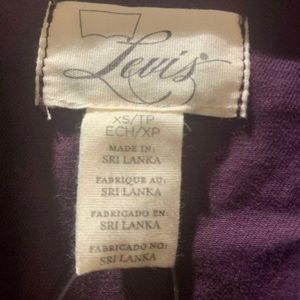 Levi's
XS/TP
ECH/XP
MADE IN:
SRI LANKA
FABRIQUE AU:
SRI LANKA
FABRICADO EN:
SRI LANKA
FABRICADO NO:
SRI LANKA